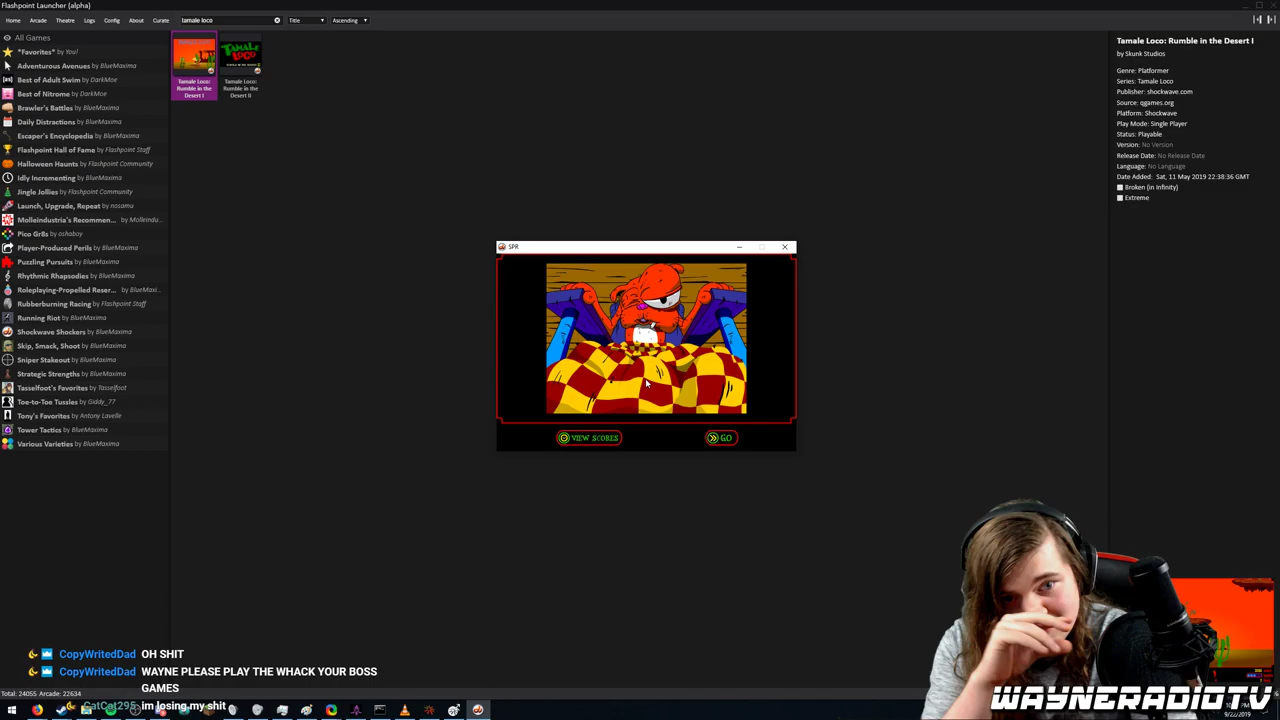 Flashpoint Launcher (alpha)
Home Arcade Theatre Logs Config About Curate tamale loco Title Ascending
All Games
*Favorites* by You!
Adventurous Avenues by BlueMaxima
Best of Adult Swim by DarkMoe
Best of Nitrome by DarkMoe
Brawler's Battles by BlueMaxima
Daily Distractions by BlueMaxima
Escaper's Encyclopedia by BlueMaxima
Flashpoint Hall of Fame by Flashpoint Staff
Halloween Haunts by Flashpoint Community
Idly Incrementing by BlueMaxima
Jingle Jollies by Flashpoint Community
Launch, Upgrade, Repeat by nosamu
Molleindustria's Recommen... by Molleindu...
Pico Gr8s by oshaboy
Player-Produced Perils by BlueMaxima
Puzzling Pursuits by BlueMaxima
Rhythmic Rhapsodies by BlueMaxima
Roleplaying-Propelled Reser... by BlueMaxi...
Rubberburning Racing by Flashpoint Staff
Running Riot by BlueMaxima
Shockwave Shockers by BlueMaxima
Skip, Smack, Shoot by BlueMaxima
Sniper Stakeout by BlueMaxima
Strategic Strengths by BlueMaxima
Tasselfoot's Favorites by Tasselfoot
Toe-to-Toe Tussles by Giddy_77
Tony's Favorites by Antony Lavelle
Tower Tactics by BlueMaxima
Various Varieties by BlueMaxima
TAMALE
LOCO
Tamale Loco:
Rumble in the
Desert I
Tamale Loco:
Rumble in the
Desert II
SPR
VIEW SCORES
GO
Tamale Loco: Rumble in the Desert I
by Skunk Studios
Genre: Platformer
Series: Tamale Loco
Publisher: shockwave.com
Source: qgames.org
Platform: Shockwave
Play Mode: Single Player
Status: Playable
Version: No Version
Release Date: No Release Date
Language: No Language
Date Added: Sat, 11 May 2019 22:38:36 GMT
Broken (in Infinity)
Extreme
CopyWritedDad OH SHIT
CopyWritedDad WAYNE PLEASE PLAY THE WHACK YOUR BOSS
GAMES
CatCat295 im losing my shit
Total: 24055 Arcade: 22634
WAYNERADIOTV
9/22/2019